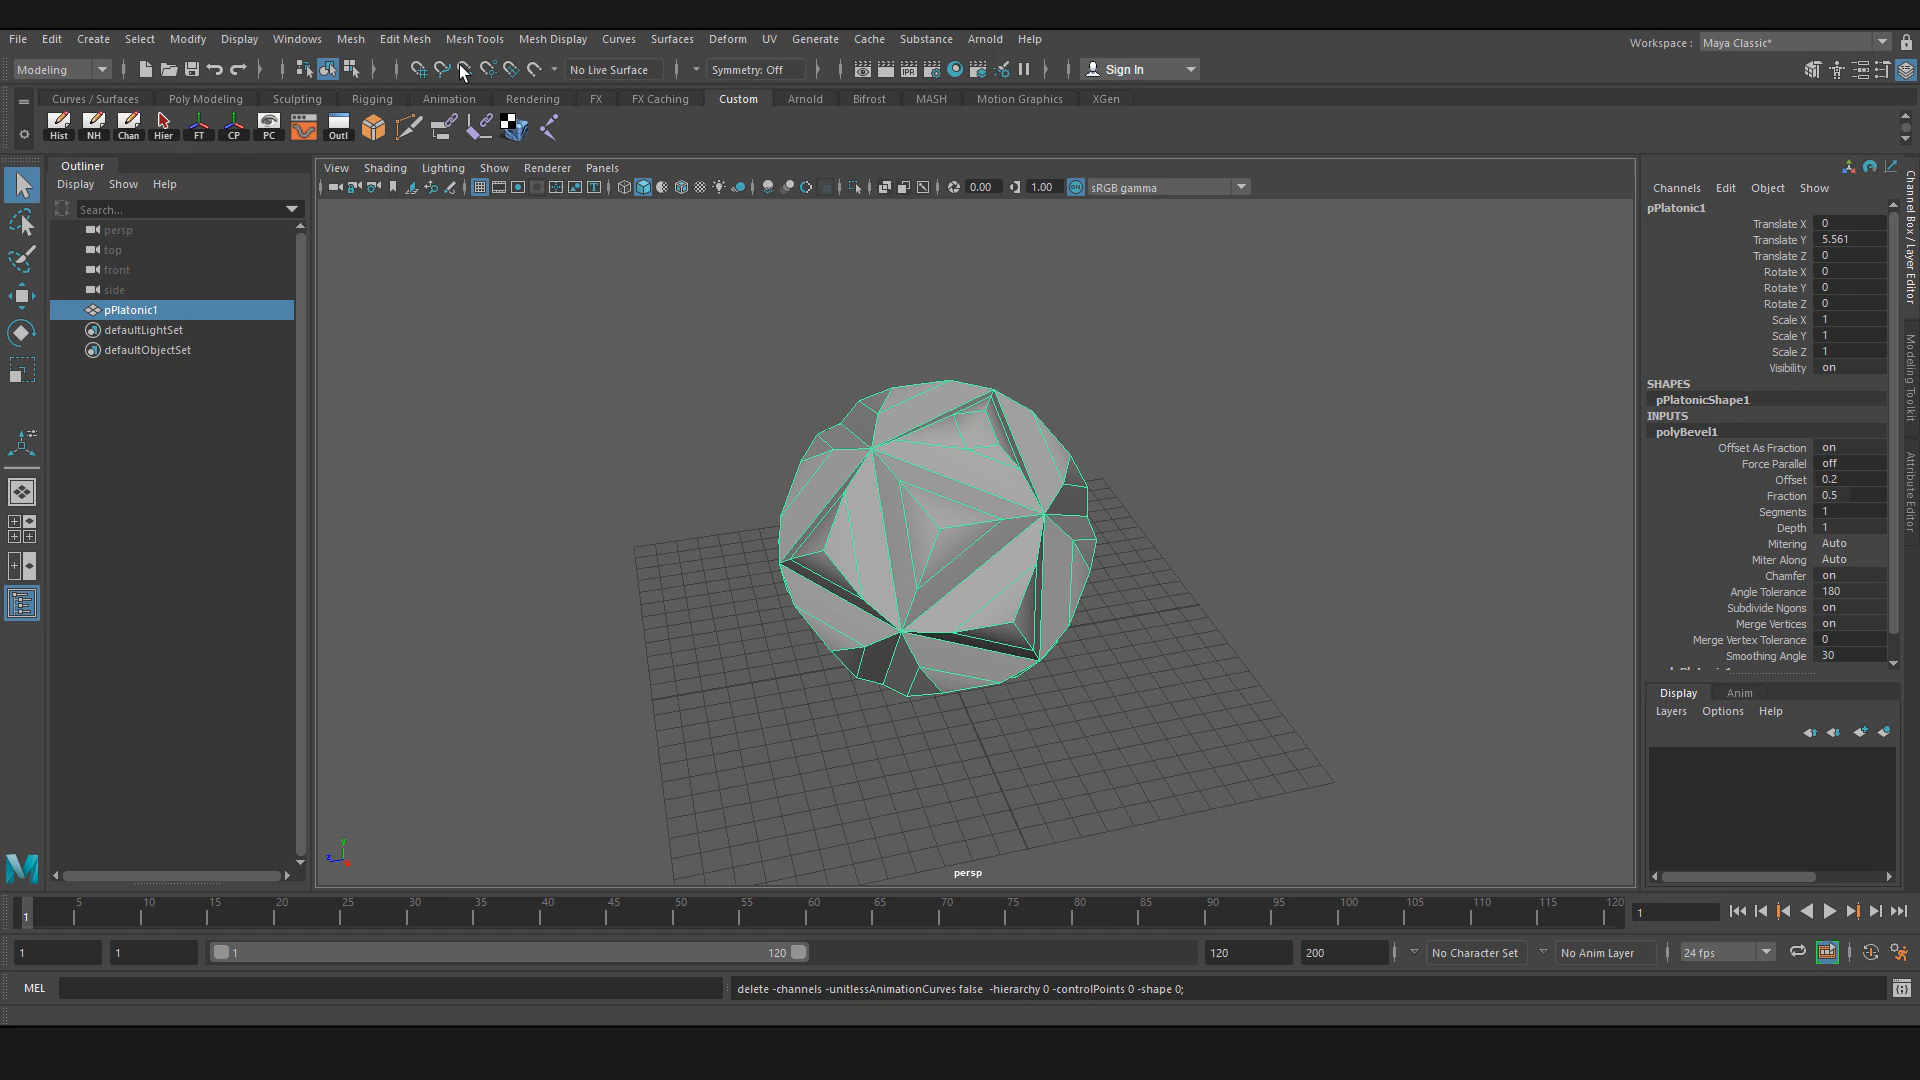 File Edit Create Select Modify Display Windows Mesh Edit Mesh Mesh Tools Mesh Display Curves Surfaces Deform UV Generate Cache Substance Arnold Help
Workspace : Maya Classic*
Modeling
No Live Surface
Symmetry: Off
IPR
Sign In
Curves / Surfaces Poly Modeling Sculpting Rigging Animation Rendering FX FX Caching Custom Arnold Bifrost MASH Motion Graphics XGen
Hist NH Chan Hier FT CP PC Outl
Outliner
Display Show Help
Search...
persp
top
front
side
pPlatonic1
defaultLightSet
defaultObjectSet
View Shading Lighting Show Renderer Panels
0.00 1.00 ON sRGB gamma
persp
y
z
Channels Edit Object Show
pPlatonic1
Translate X 0
Translate Y 5.561
Translate Z 0
Rotate X 0
Rotate Y 0
Rotate Z 0
Scale X 1
Scale Y 1
Scale Z 1
Visibility on
SHAPES
pPlatonicShape1
INPUTS
polyBevel1
Offset As Fraction on
Force Parallel off
Offset 0.2
Fraction 0.5
Segments 1
Depth 1
Mitering Auto
Miter Along Auto
Chamfer on
Angle Tolerance 180
Subdivide Ngons on
Merge Vertices on
Merge Vertex Tolerance 0
Smoothing Angle 30
Channel Box / Layer Editor
Modeling Toolkit
Attribute Editor
Display Anim
Layers Options Help
1 5 10 15 20 25 30 35 40 45 50 55 60 65 70 75 80 85 90 95 100 105 110 115 120
1
1 1 1 120 120 200 No Character Set No Anim Layer 24 fps
MEL delete -channels -unitlessAnimationCurves false -hierarchy 0 -controlPoints 0 -shape 0;